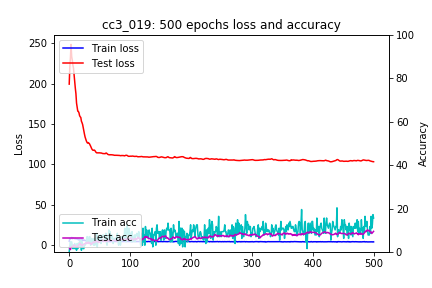 cc3_019: 500 epochs loss and accuracy
Train loss
Test loss
Train acc
Test acc
Loss
Accuracy
250
200
150
100
50
0
100
80
60
40
20
0
0
100
200
300
400
500